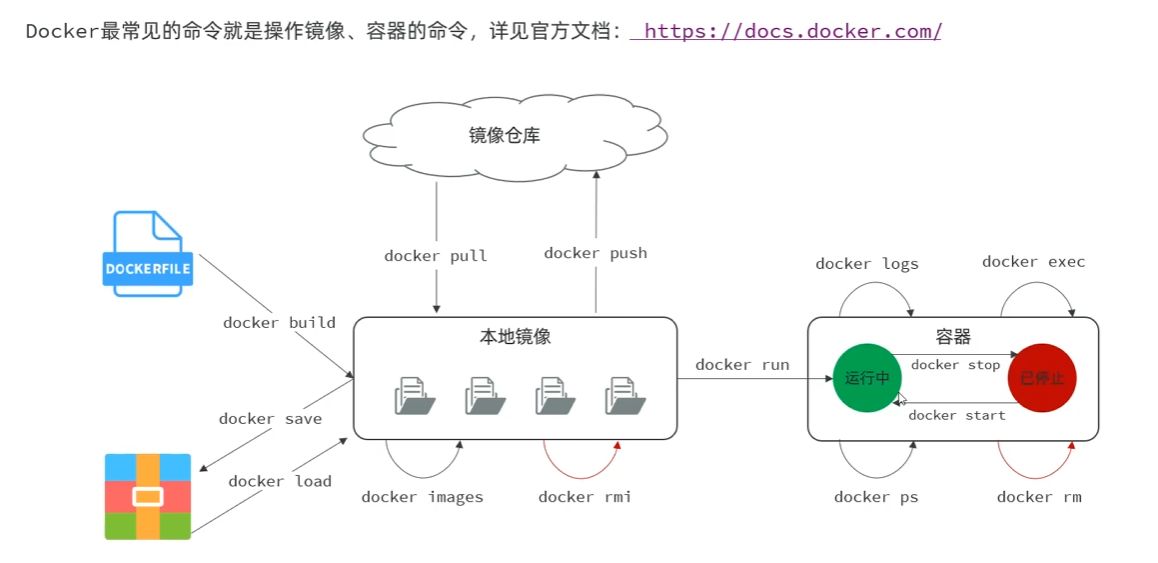 Docker最常见的命令就是操作镜像、容器的命令，详见官方文档： https://docs.docker.com/
镜像仓库
DOCKERFILE
docker pull
docker push
docker logs
docker exec
docker build
本地镜像
容器
docker run
运行中
docker stop
已停止
docker start
docker save
docker load
docker images
docker rmi
docker ps
docker rm